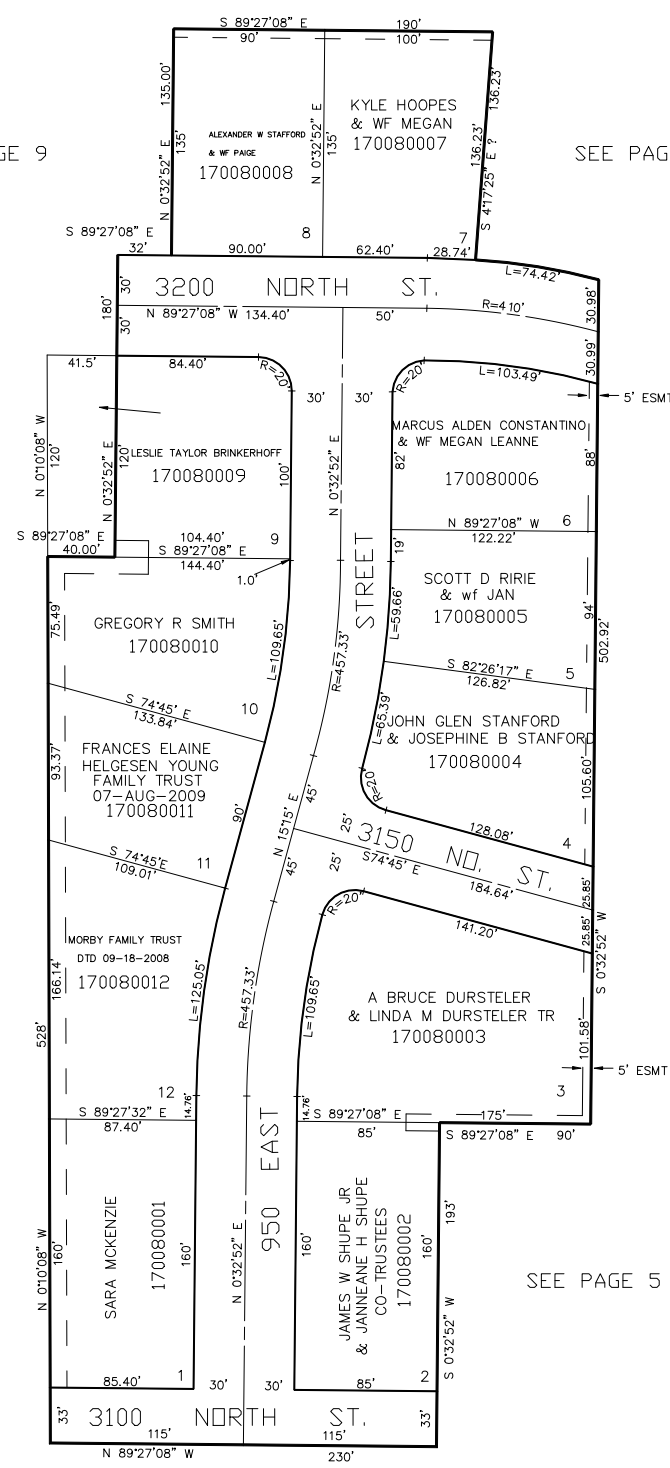 S 89°27'08" E 190'
90' 100'
135.00'
N 0°32'52" E
135'
ALEXANDER W STAFFORD
& WF PAIGE
170080008
N 0°32'52" E
135'
KYLE HOOPES
& WF MEGAN
170080007
136.23'
136.23'
S 4°17'25" E ?
GE 9
SEE PAG
S 89°27'08" E
32'
90.00'
8
62.40'
7
28.74'
L=74.42'
180'
30'
30'
3200 NORTH ST.
N 89°27'08" W 134.40'
50'
R=410'
30.98'
30.99'
41.5'
84.40'
R=20'
30' 30'
R=20'
L=103.49'
5' ESMT
N 0°10'08" W
120'
N 0°32'52" E
120'
LESLIE TAYLOR BRINKERHOFF
170080009
100'
N 0°32'52" E
82'
MARCUS ALDEN CONSTANTINO
& WF MEGAN LEANNE
170080006
88'
S 89°27'08" E
40.00'
104.40'
S 89°27'08" E
144.40'
9
1.0'
N 89°27'08" W
122.22'
6
STREET
19'
75.49'
GREGORY R SMITH
170080010
L=109.65'
R=457.33'
L=59.66'
SCOTT D RIRIE
& wf JAN
170080005
94'
502.92'
S 82°26'17" E
126.82'
5
S 74°45' E
133.84'
10
L=65.39'
JOHN GLEN STANFORD
& JOSEPHINE B STANFORD
170080004
105.60'
93.37'
FRANCES ELAINE
HELGESEN YOUNG
FAMILY TRUST
07-AUG-2009
170080011
90'
N 15°15' E
45'
45'
R=20'
25'
25'
3150 NO. ST.
128.08'
4
S74°45' E
184.64'
25.85'
25.85'
S 74°45'E
109.01'
11
R=20"
141.20'
S 0°32'52" W
MORBY FAMILY TRUST
DTD 09-18-2008
170080012
166.14'
528'
L=125.05'
R=457.33'
L=109.65'
A BRUCE DURSTELER
& LINDA M DURSTELER TR
170080003
101.58'
5' ESMT
3
12
S 89°27'32" E
87.40'
14.76'
14.76'
S 89°27'08" E
85'
175'
S 89°27'08" E 90'
N 0°10'08" W
160'
SARA MCKENZIE
170080001
160'
N 0°32'52" E
950 EAST
160'
JAMES W SHUPE JR
& JANNEANE H SHUPE
CO-TRUSTEES
170080002
160'
193'
S 0°32'52" W
SEE PAGE 5
85.40'
1
30' 30'
85'
2
33'
3100 NORTH ST.
33'
115' 115'
N 89°27'08" W 230'